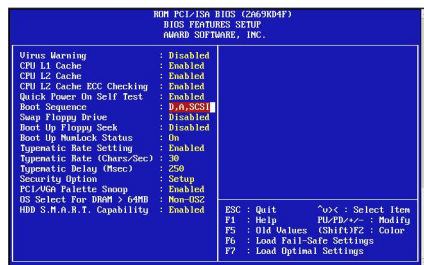 ROM PCI/ISA BIOS (2A69KD4F)
BIOS FEATURES SETUP
AWARD SOFTWARE, INC.
Virus Warning : Disabled
CPU L1 Cache : Enabled
CPU L2 Cache : Enabled
CPU L2 Cache ECC Checking : Enabled
Quick Power On Self Test : Enabled
Boot Sequence : D,A,SCSI
Swap Floppy Drive : Disabled
Boot Up Floppy Seek : Disabled
Boot Up NumLock Status : On
Typematic Rate Setting : Enabled
Typematic Rate (Chars/Sec) : 30
Typematic Delay (Msec) : 250
Security Option : Setup
PCI/VGA Palette Snoop : Enabled
OS Select For DRAM > 64MB : Non-OS2
HDD S.M.A.R.T. Capability : Enabled
ESC : Quit ^v>< : Select Item
F1 : Help PU/PD/+/- : Modify
F5 : Old Values (Shift)F2 : Color
F6 : Load Fail-Safe Settings
F7 : Load Optimal Settings